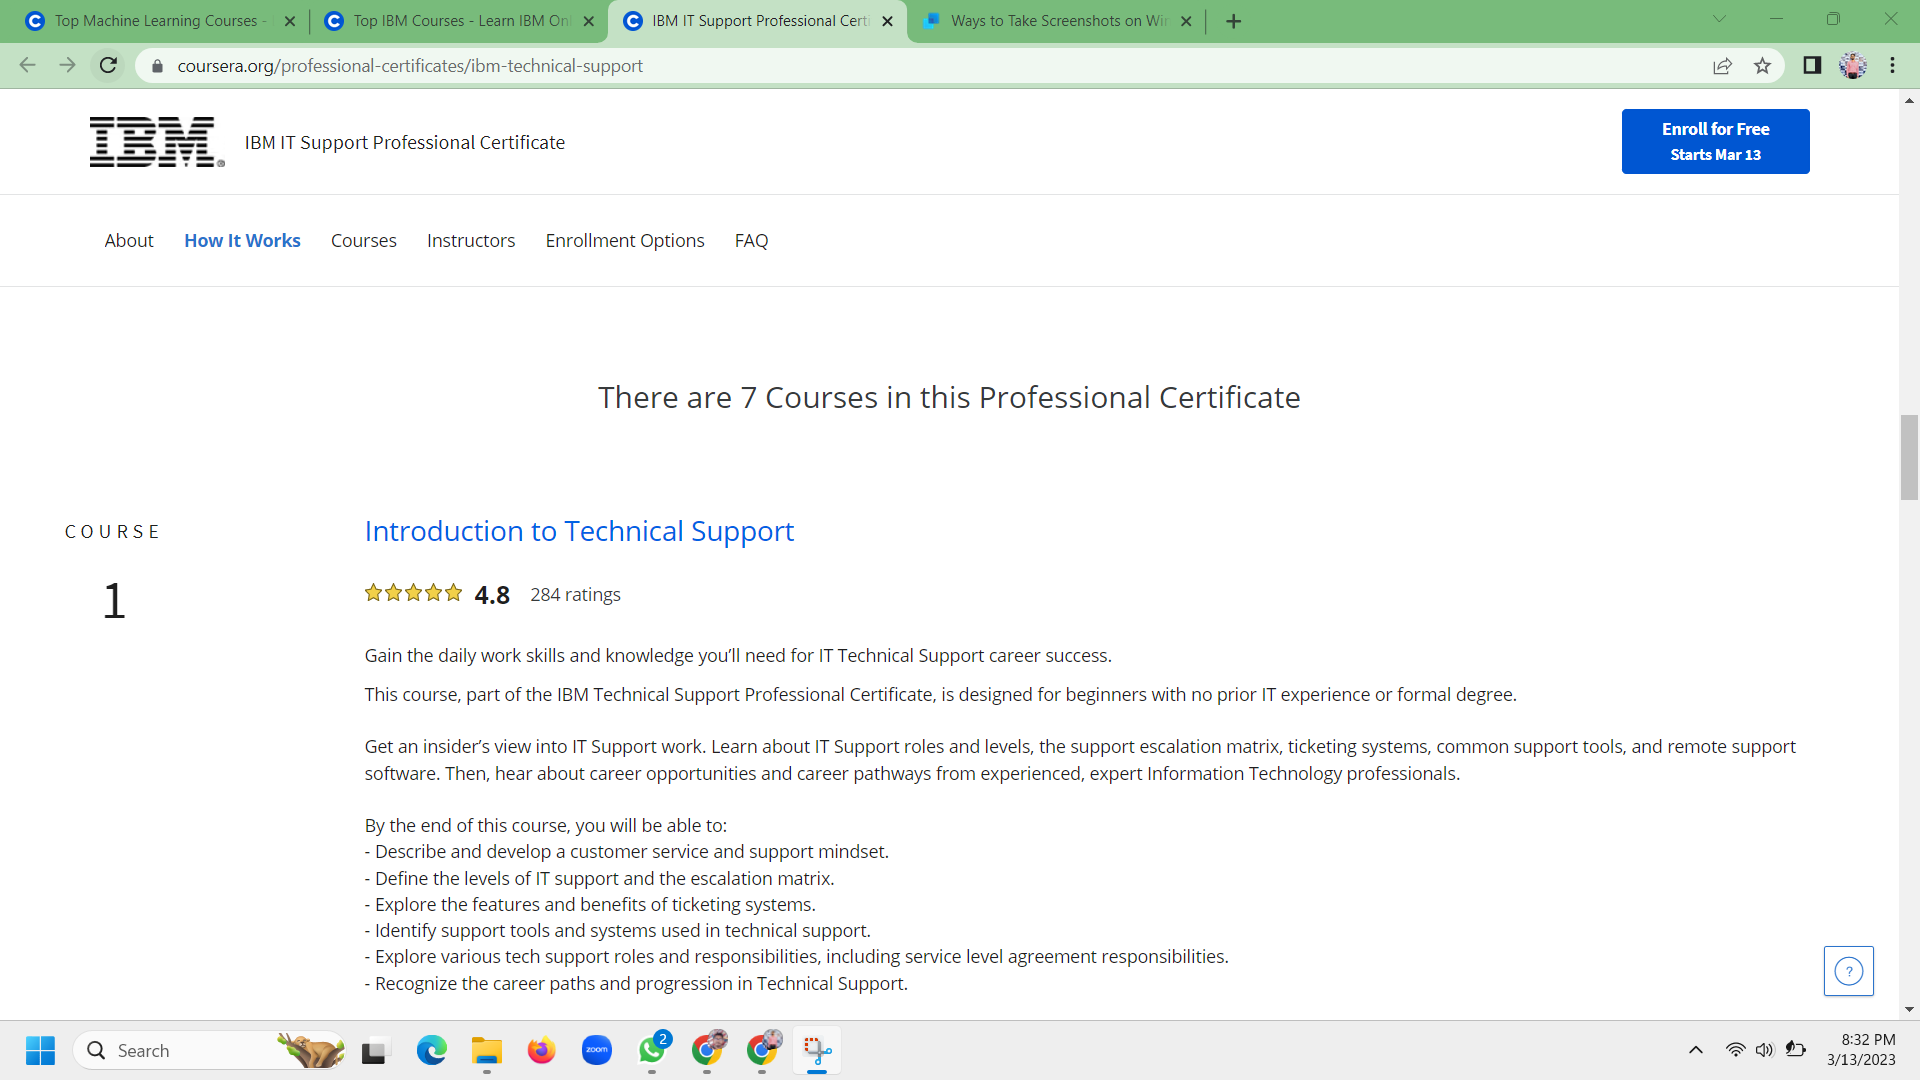 Top Machine Learning Courses -
Top IBM Courses - Learn IBM On
IBM IT Support Professional Certi
Ways to Take Screenshots on Win
coursera.org/professional-certificates/ibm-technical-support
IBM
IBM IT Support Professional Certificate
Enroll for Free
Starts Mar 13
About How It Works Courses Instructors Enrollment Options FAQ
There are 7 Courses in this Professional Certificate
COURSE
1
Introduction to Technical Support
4.8 284 ratings
Gain the daily work skills and knowledge you’ll need for IT Technical Support career success.
This course, part of the IBM Technical Support Professional Certificate, is designed for beginners with no prior IT experience or formal degree.
Get an insider’s view into IT Support work. Learn about IT Support roles and levels, the support escalation matrix, ticketing systems, common support tools, and remote support
software. Then, hear about career opportunities and career pathways from experienced, expert Information Technology professionals.
By the end of this course, you will be able to:
- Describe and develop a customer service and support mindset.
- Define the levels of IT support and the escalation matrix.
- Explore the features and benefits of ticketing systems.
- Identify support tools and systems used in technical support.
- Explore various tech support roles and responsibilities, including service level agreement responsibilities.
- Recognize the career paths and progression in Technical Support.
?
Search
zoom
2
8:32 PM
3/13/2023